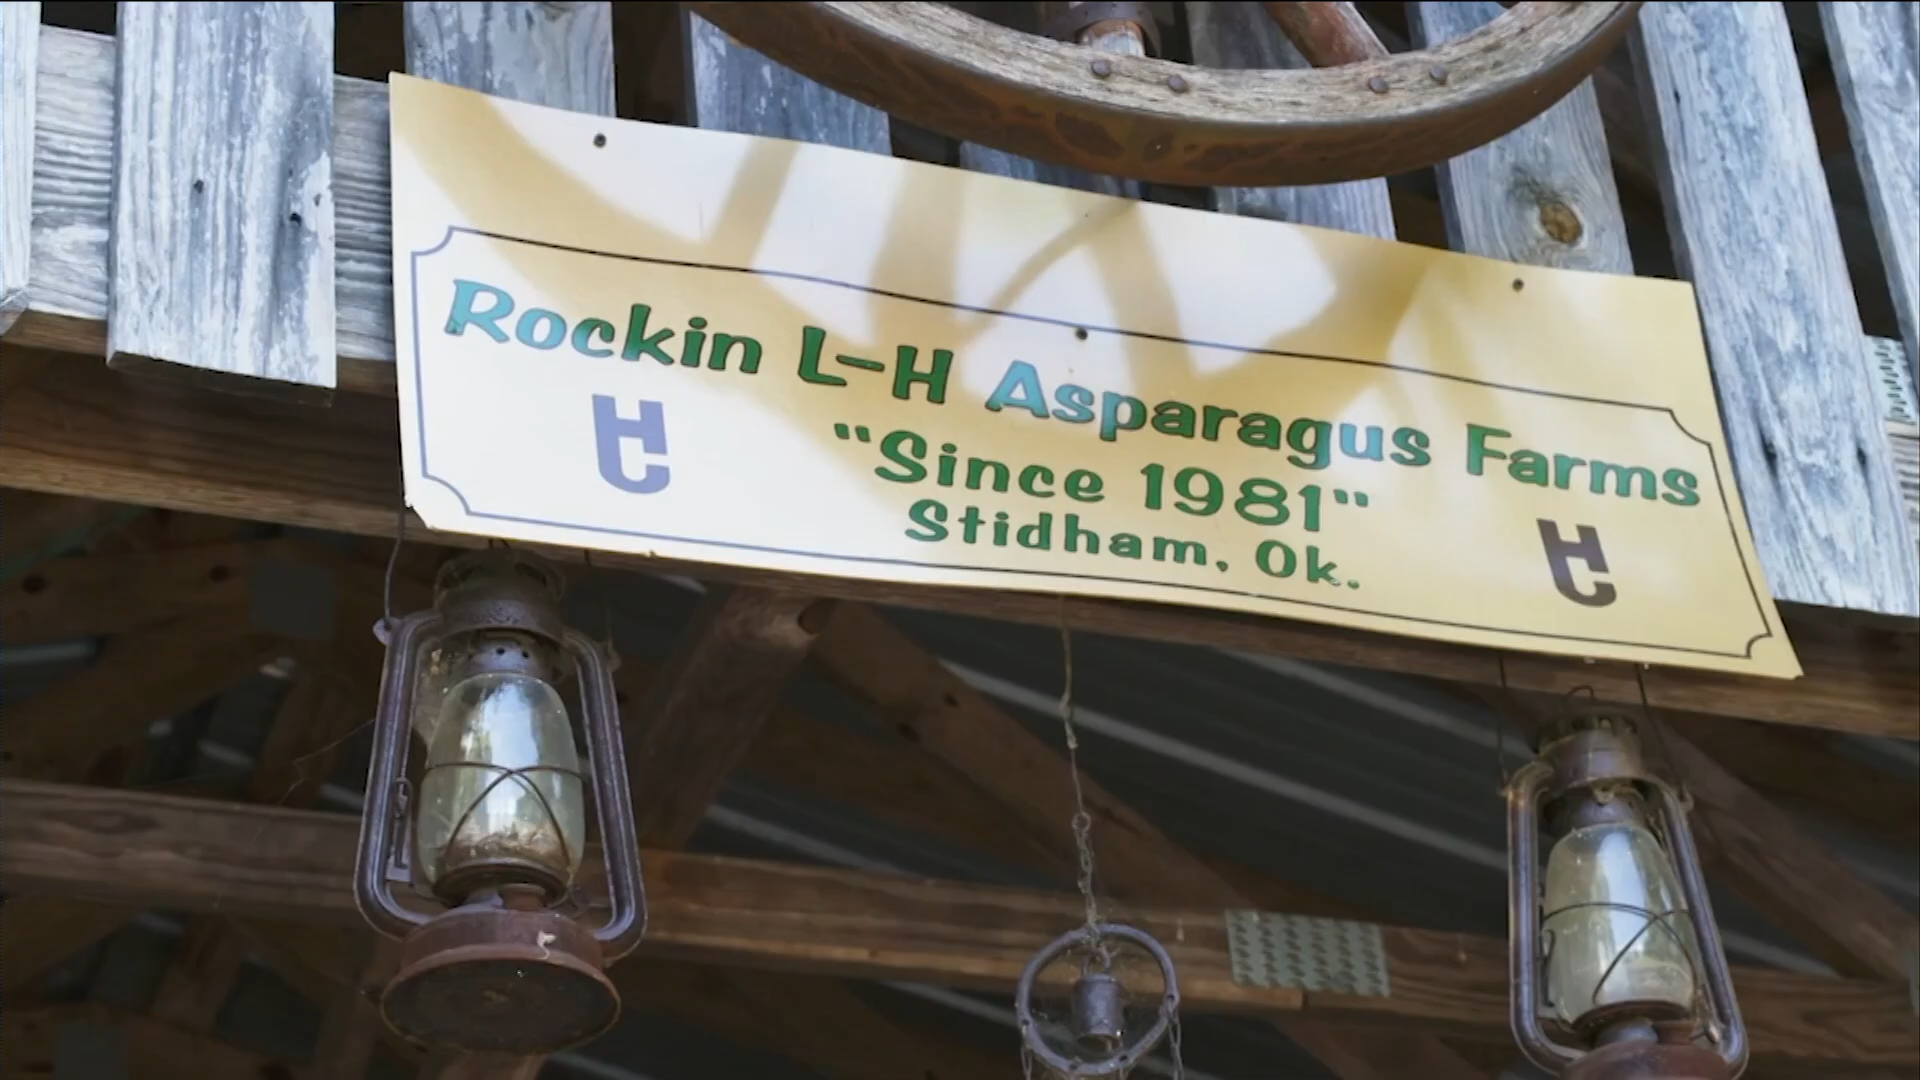 Rockin L-H Asparagus Farms
"Since 1981"
Stidham, Ok.